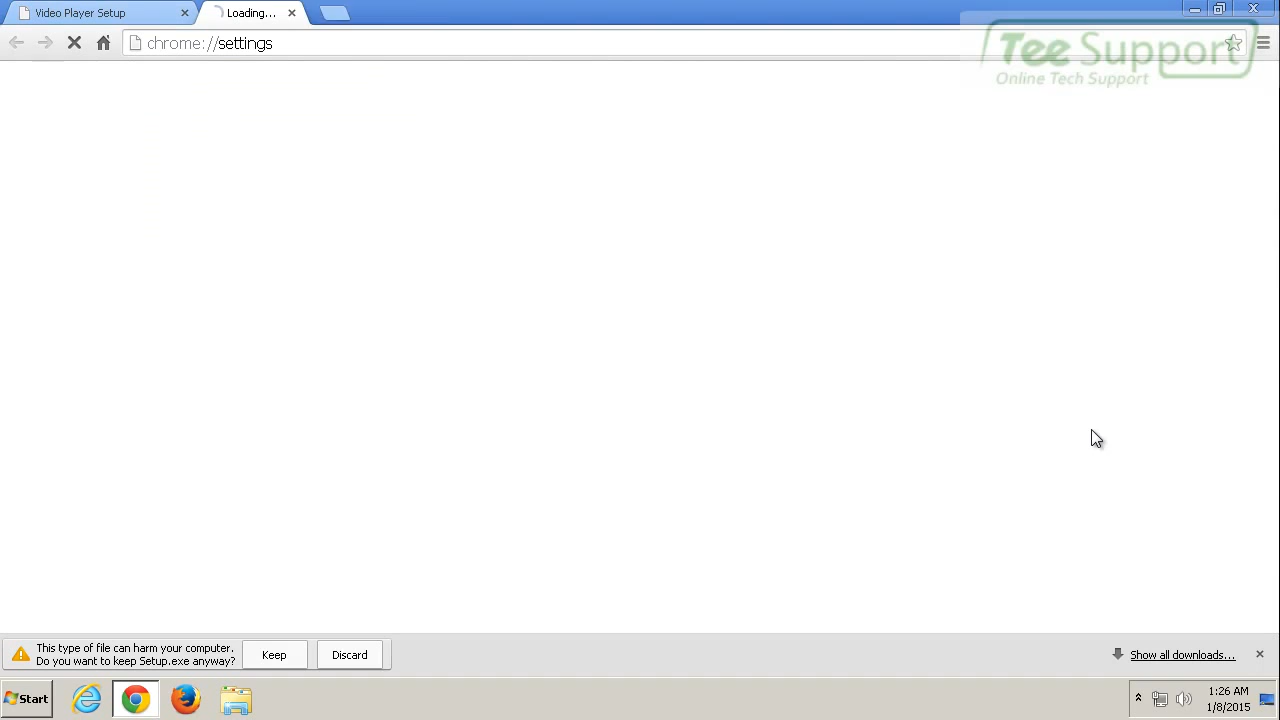 Video Player Setup
Loading...
chrome://settings
Tee Support
Online Tech Support
This type of file can harm your computer.
Do you want to keep Setup.exe anyway?
Keep
Discard
Show all downloads...
Start
1:26 AM
1/8/2015